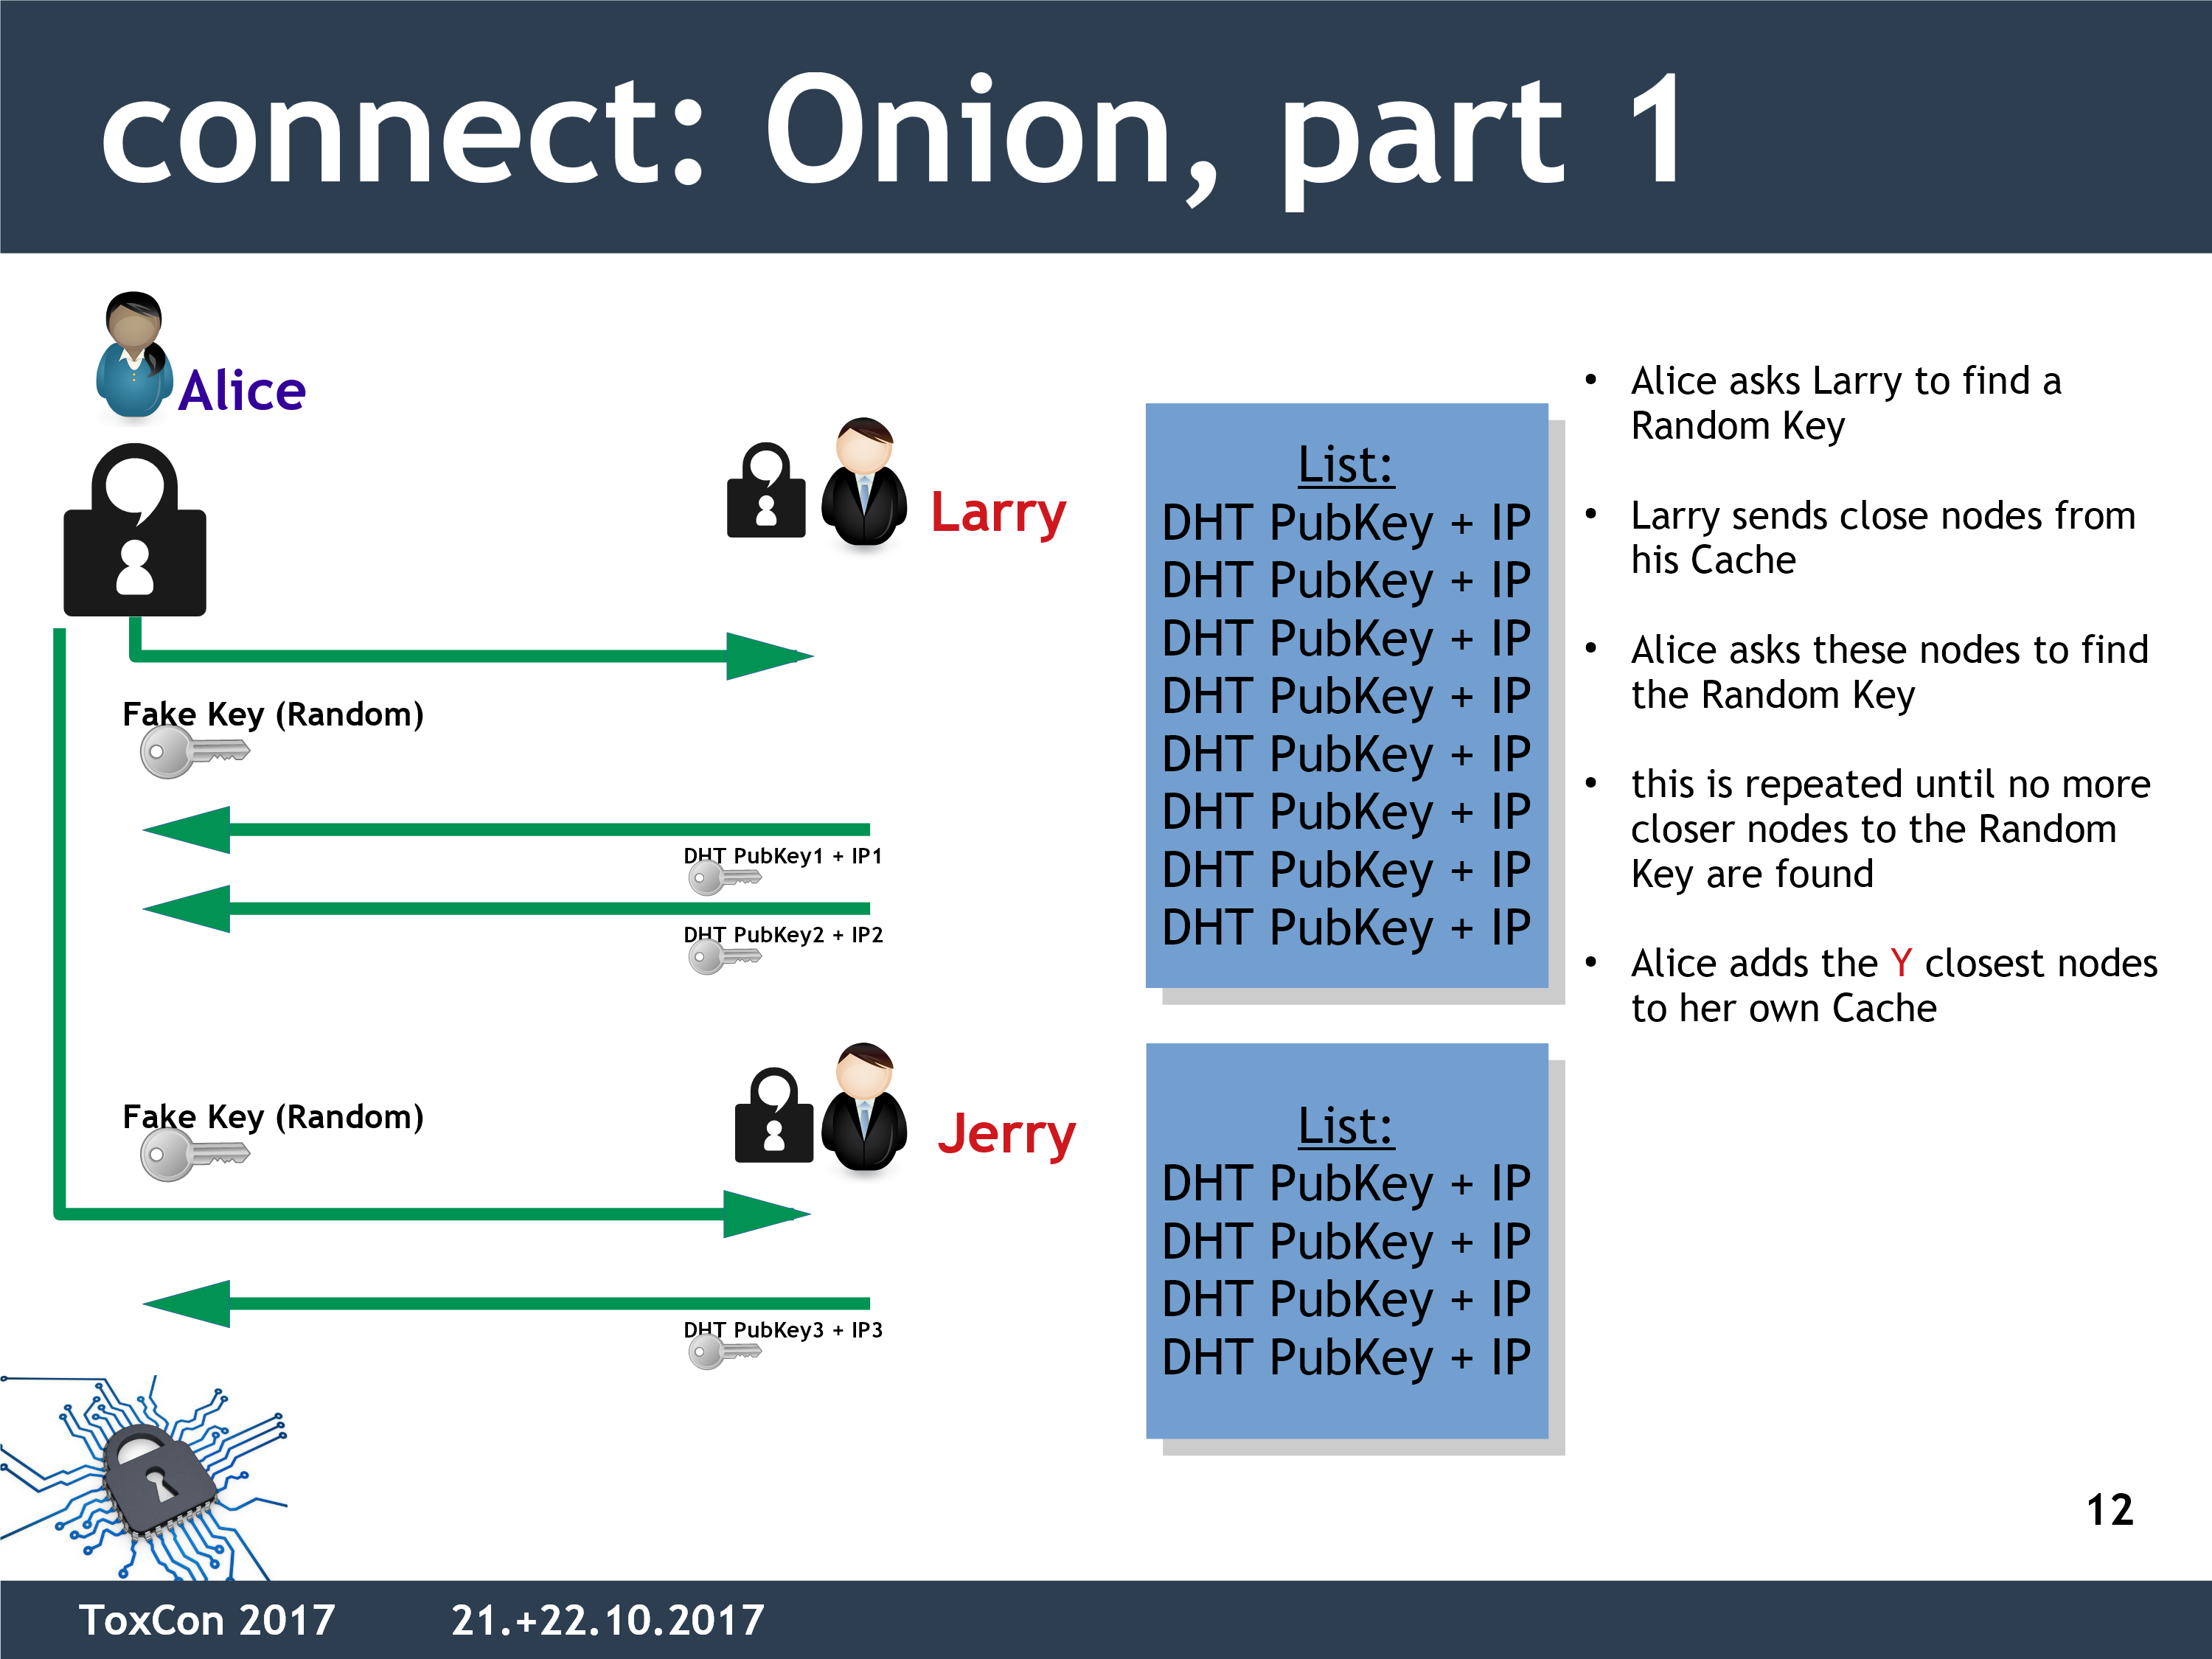 connect: Onion, part 1
Alice
Larry
Fake Key (Random)
DHT PubKey1 + IP1
DHT PubKey2 + IP2
Fake Key (Random)
Jerry
DHT PubKey3 + IP3
List:
DHT PubKey + IP
DHT PubKey + IP
DHT PubKey + IP
DHT PubKey + IP
DHT PubKey + IP
DHT PubKey + IP
DHT PubKey + IP
DHT PubKey + IP
List:
DHT PubKey + IP
DHT PubKey + IP
DHT PubKey + IP
DHT PubKey + IP
• Alice asks Larry to find a
Random Key
• Larry sends close nodes from
his Cache
• Alice asks these nodes to find
the Random Key
• this is repeated until no more
closer nodes to the Random
Key are found
• Alice adds the Y closest nodes
to her own Cache
12
ToxCon 2017 21.+22.10.2017